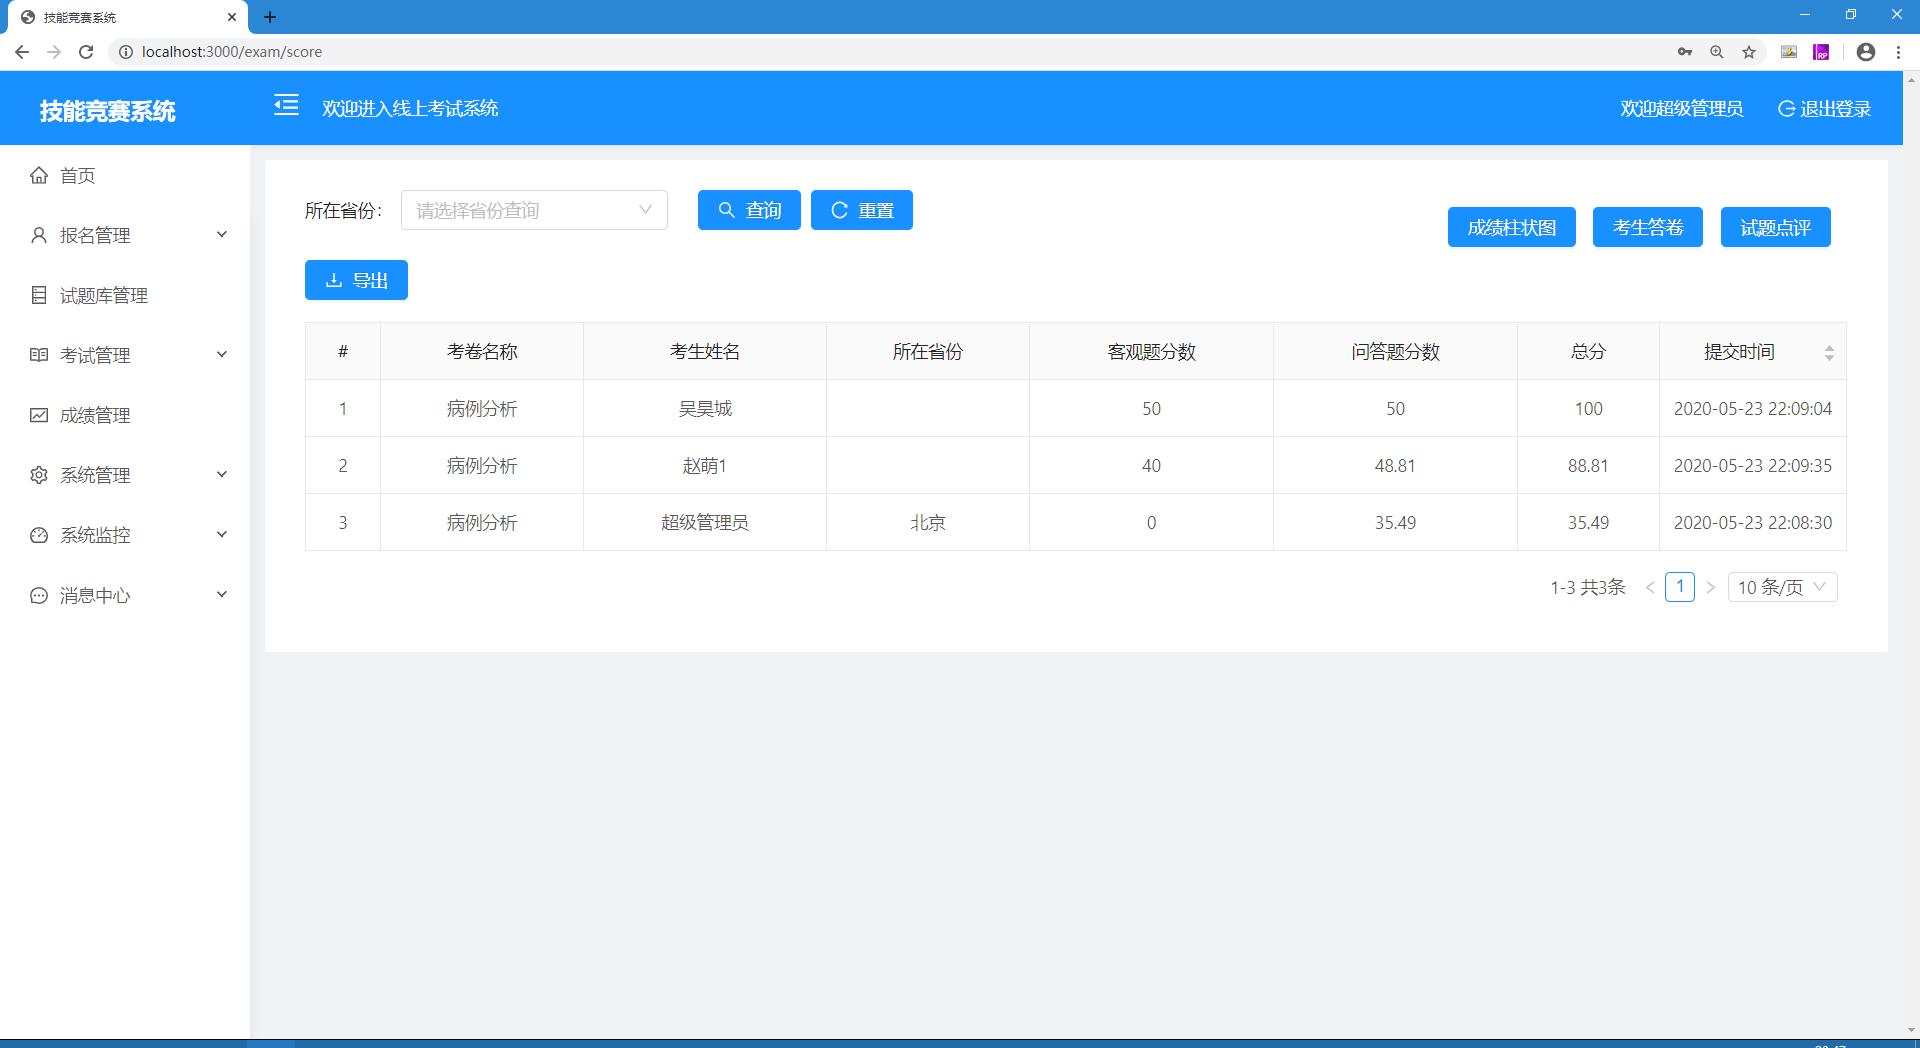 技能竞赛系统
localhost:3000/exam/score
技能竞赛系统
欢迎进入线上考试系统
欢迎超级管理员
退出登录
首页
报名管理
试题库管理
考试管理
成绩管理
系统管理
系统监控
消息中心
所在省份：
请选择省份查询
查询
重置
成绩柱状图
考生答卷
试题点评
导出
# 考卷名称 考生姓名 所在省份 客观题分数 问答题分数 总分 提交时间
1 病例分析 吴昊城 50 50 100 2020-05-23 22:09:04
2 病例分析 赵萌1 40 48.81 88.81 2020-05-23 22:09:35
3 病例分析 超级管理员 北京 0 35.49 35.49 2020-05-23 22:08:30
1-3 共3条 < 1 > 10 条/页